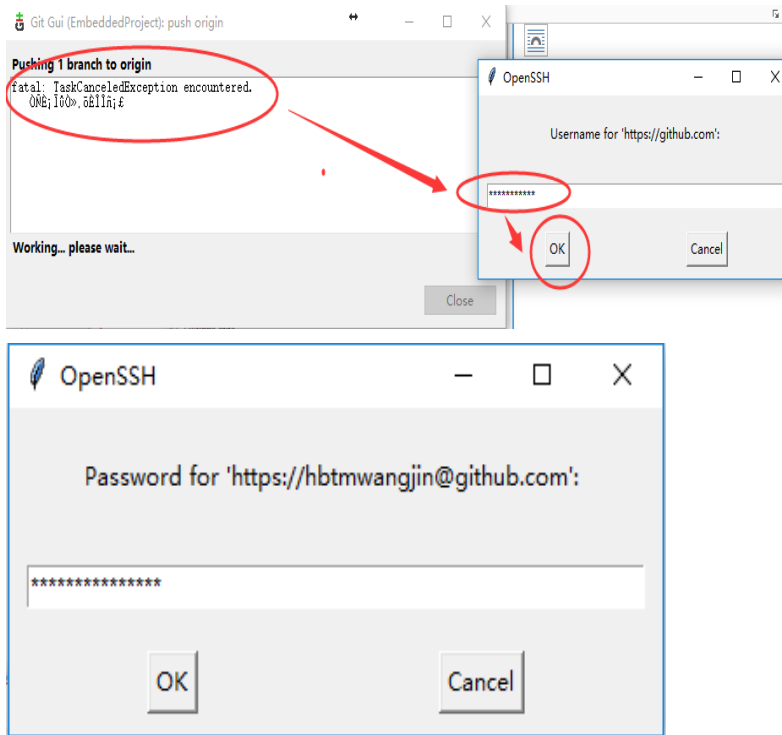 Git Gui (EmbeddedProject): push origin
Pushing 1 branch to origin
fatal: TaskCanceledException encountered.
OpenSSH
Username for 'https://github.com':
***********
OK
Cancel
Working... please wait...
Close
OpenSSH
Password for 'https://hbtmwangjin@github.com':
***************
OK
Cancel